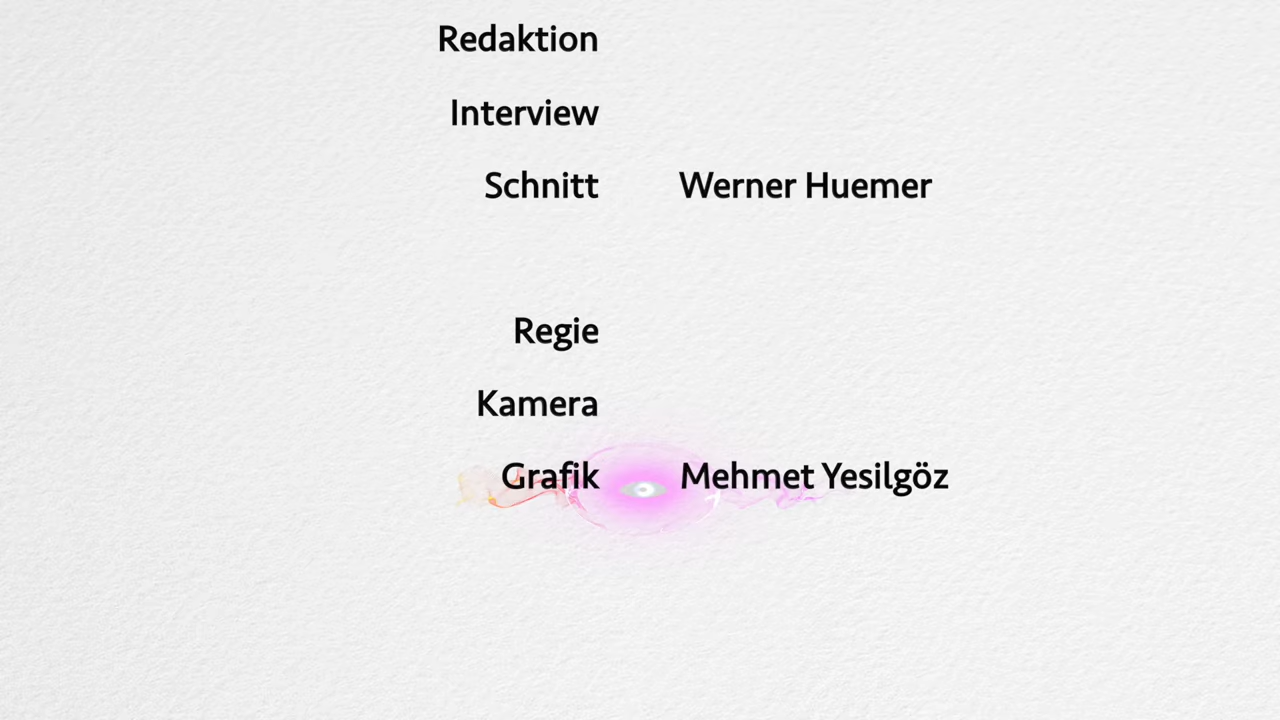 Redaktion
Interview
Schnitt Werner Huemer
Regie
Kamera
Grafik Mehmet Yesilgöz